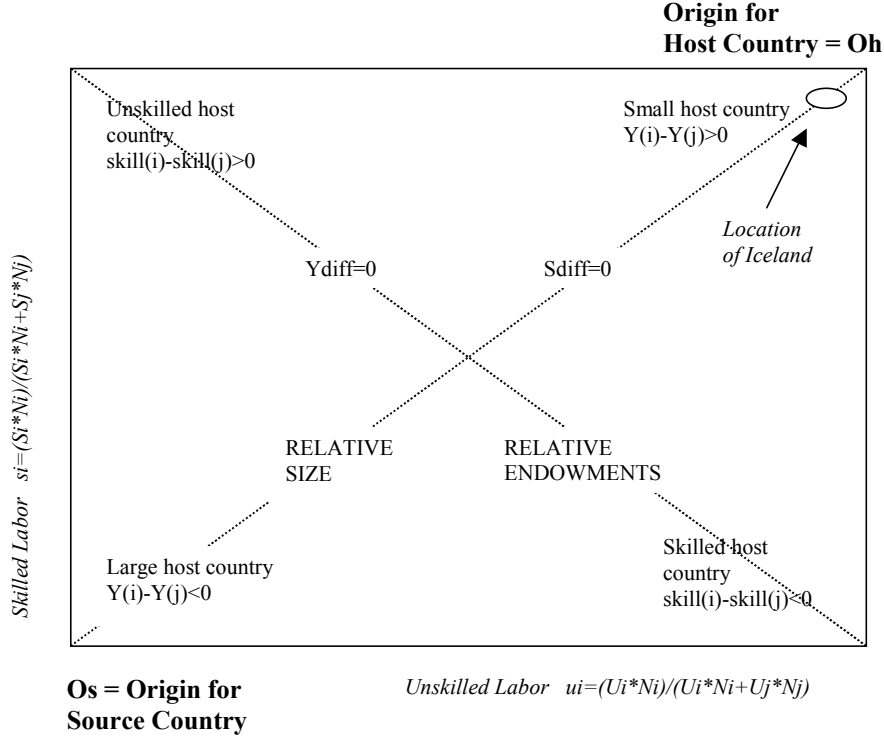 Origin for
Host Country = Oh
Unskilled host
country
skill(i)-skill(j)>0
Small host country
Y(i)-Y(j)>0
Location
of Iceland
Ydiff=0
Sdiff=0
Skilled Labor si=(Si*Ni)/(Si*Ni+Sj*Nj)
RELATIVE
SIZE
RELATIVE
ENDOWMENTS
Large host country
Y(i)-Y(j)<0
Skilled host
country
skill(i)-skill(j)<0
Os = Origin for
Source Country
Unskilled Labor ui=(Ui*Ni)/(Ui*Ni+Uj*Nj)